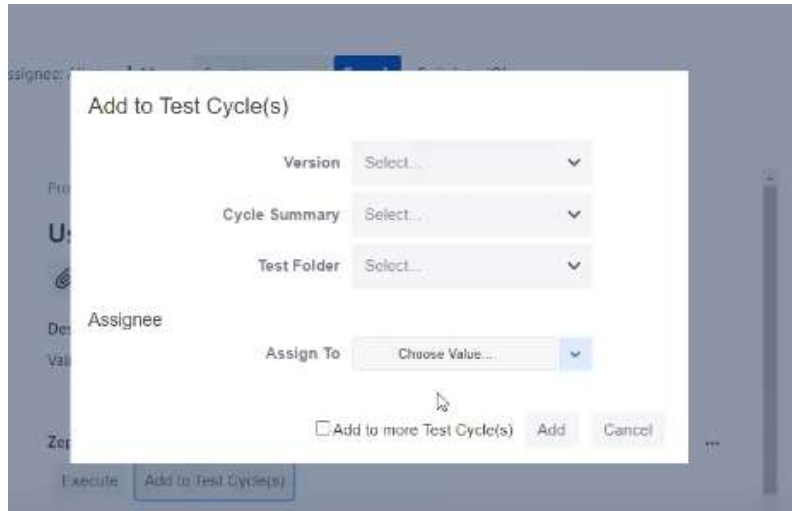 Add to Test Cycle(s)
Version Select...
Cycle Summary Select...
Test Folder Select...
Assignee
Assign To Choose Value...
Add to more Test Cycle(s) Add Cancel
...
Execute Add to Test Cycle(s)